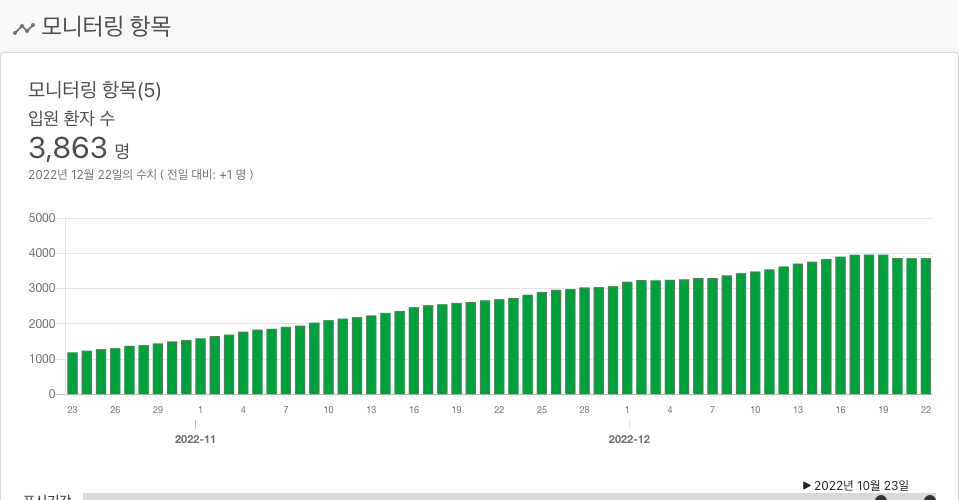 모니터링 항목
모니터링 항목(5)
입원 환자 수
3,863 명
2022년 12월 22일의 수치 ( 전일 대비: +1 명 )
5000
4000
3000
2000
1000
0
23 26 29 1 4 7 10 13 16 19 22 25 28 1 4 7 10 13 16 19 22
2022-11 2022-12
▶ 2022년 10월 23일
표시기간